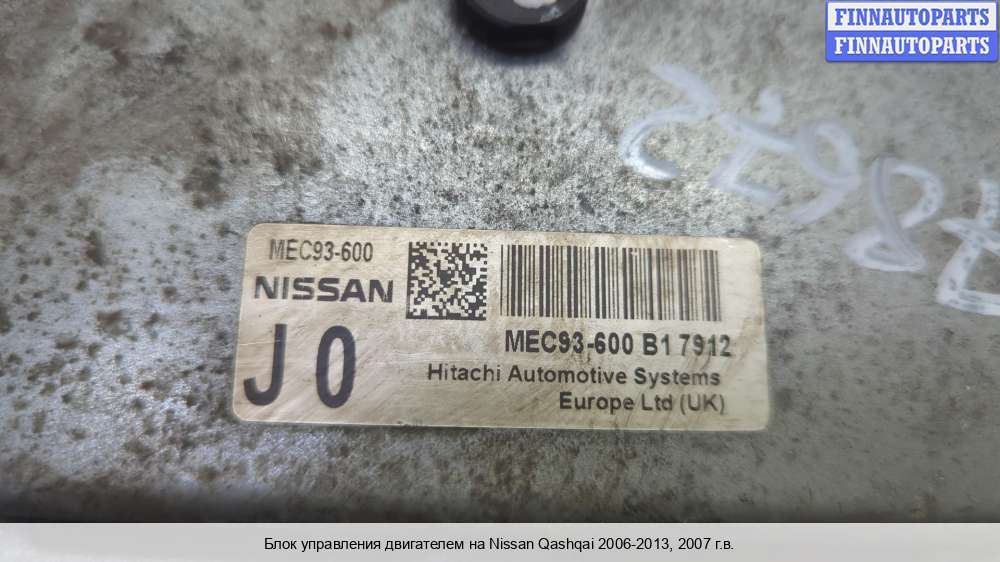 FINNAUTOPARTS
FINNAUTOPARTS
MEC93-600
NISSAN
J 0
MEC93-600 B1 7912
Hitachi Automotive Systems
Europe Ltd (UK)
Блок управления двигателем на Nissan Qashqai 2006-2013, 2007 г.в.